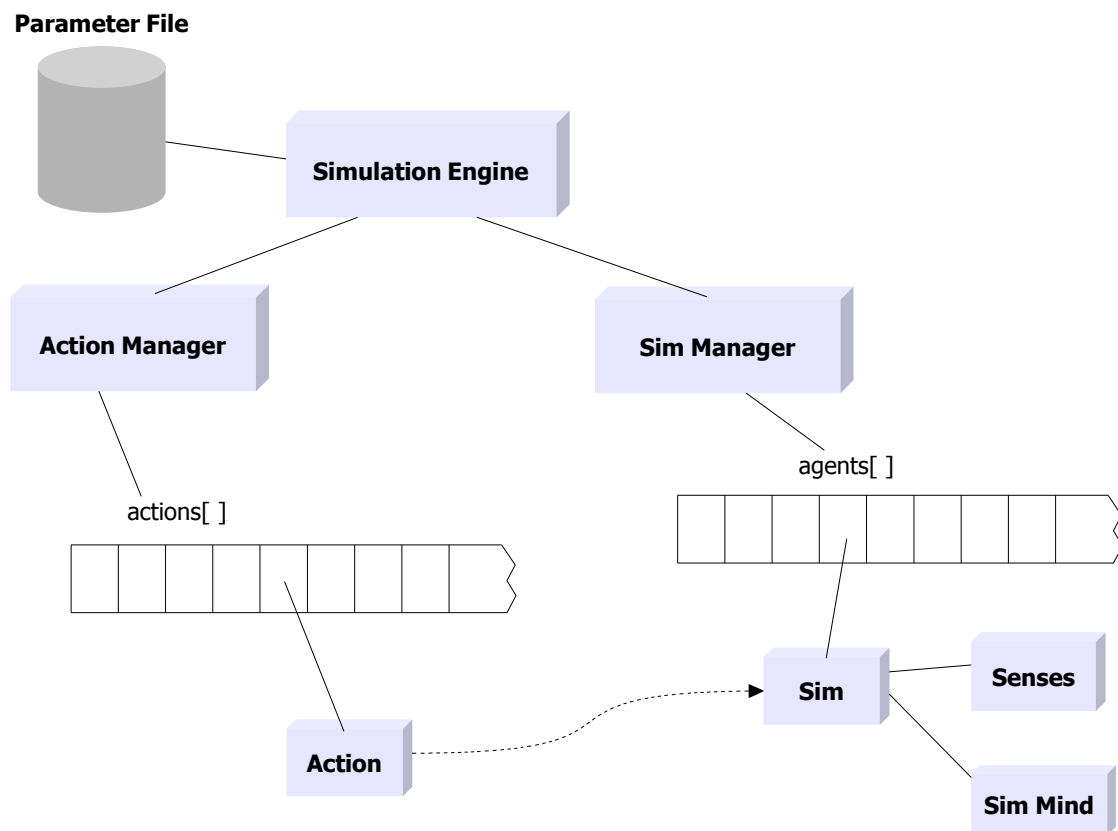 Parameter File
Simulation Engine
Action Manager
Sim Manager
agents[ ]
actions[ ]
Sim
Senses
Action
Sim Mind